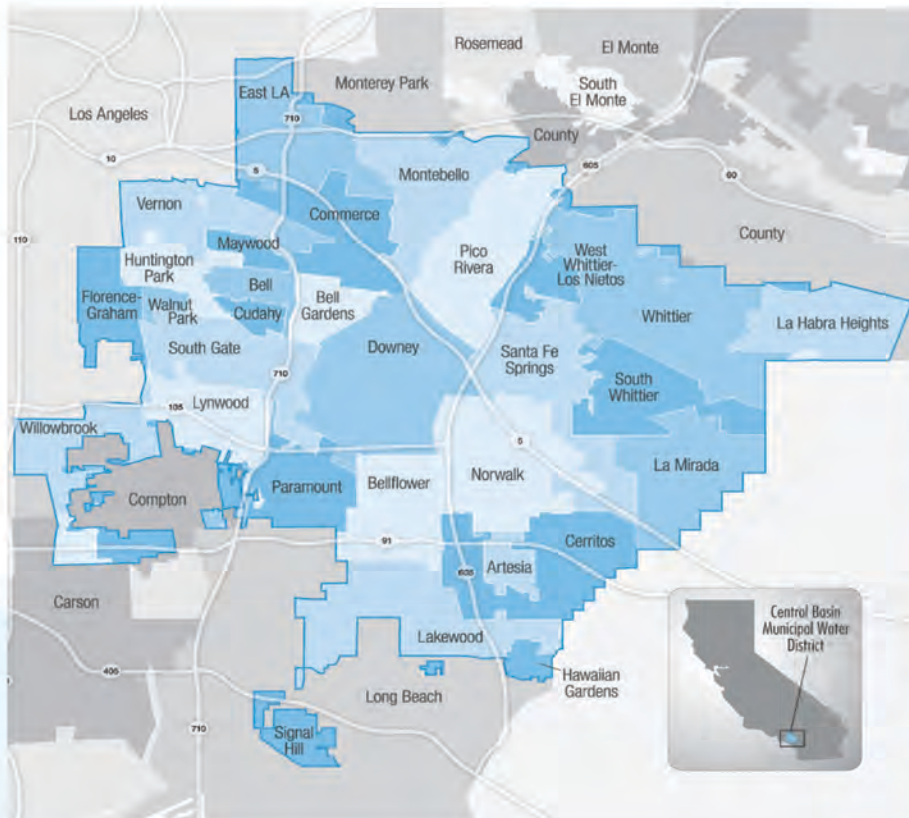 Rosemead
El Monte
Monterey Park
South
El Monte
East LA
Los Angeles
710
County
10
5
605
60
Montebello
Vernon
Commerce
110
Maywood
County
Huntington
Park
Pico
Rivera
West
Whittier-
Los Nietos
Bell
Florence-
Graham
Walnut
Park
Cudahy
Bell
Gardens
Whittier
La Habra Heights
South Gate
Downey
Santa Fe
Springs
710
South
Whittier
Lynwood
105
Willowbrook
5
La Mirada
Norwalk
Paramount
Bellflower
Compton
91
Cerritos
Artesia
605
Carson
Central Basin
Municipal Water
District
Lakewood
405
Hawaiian
Gardens
Long Beach
710
Signal
Hill